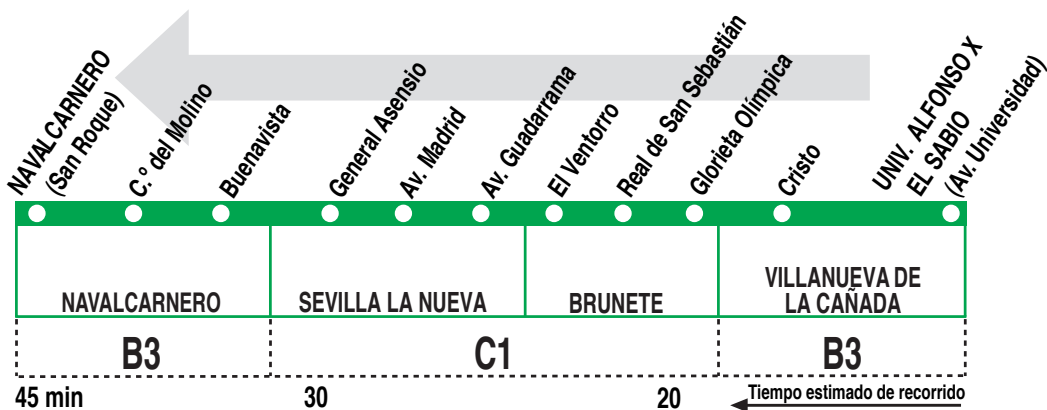 NAVALCARNERO
(San Roque)
C.º del Molino
Buenavista
General Asensio
Av. Madrid
Av. Guadarrama
El Ventorro
Real de San Sebastián
Glorieta Olímpica
Cristo
UNIV. ALFONSO X
EL SABIO
(Av. Universidad)
NAVALCARNERO
SEVILLA LA NUEVA
BRUNETE
VILLANUEVA DE
LA CAÑADA
B3
C1
B3
45 min
30
20
Tiempo estimado de recorrido